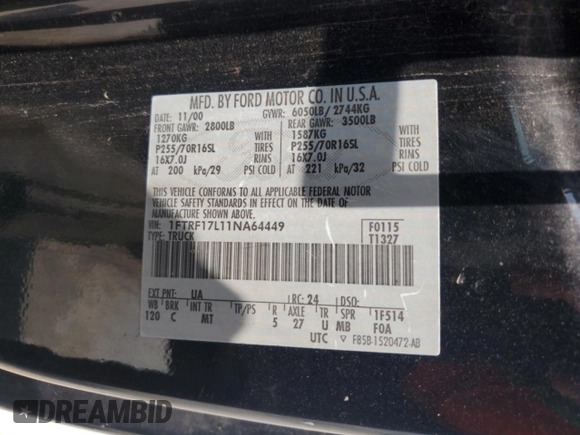 MFD. BY FORD MOTOR CO. IN U.S.A.
DATE: 11/00 GVWR: 6050LB/ 2744KG
FRONT GAWR: 2800LB REAR GAWR: 3500LB
1270KG WITH 1587KG WITH
P255/70R16SL TIRES P255/70R16SL TIRES
16X7.0J RIMS 16X7.0J RIMS
AT 200 kPa/29 PSI COLD AT 221 kPa/32 PSI COLD
THIS VEHICLE CONFORMS TO ALL APPLICABLE FEDERAL MOTOR
VEHICLE SAFETY STANDARDS IN EFFECT ON THE DATE OF
MANUFACTURE SHOWN ABOVE.
VIN: 1FTRF17L11NA64449 F0115
TYPE: TRUCK T1327
EXT PNT: UA RC: 24 DSO:
WB BRK INT TR TP/PS R AXLE TR SPR 1F514
120 C MT 5 27 U MB F0A
UTC ▽ F85B-1520472-AB
DREAMBID